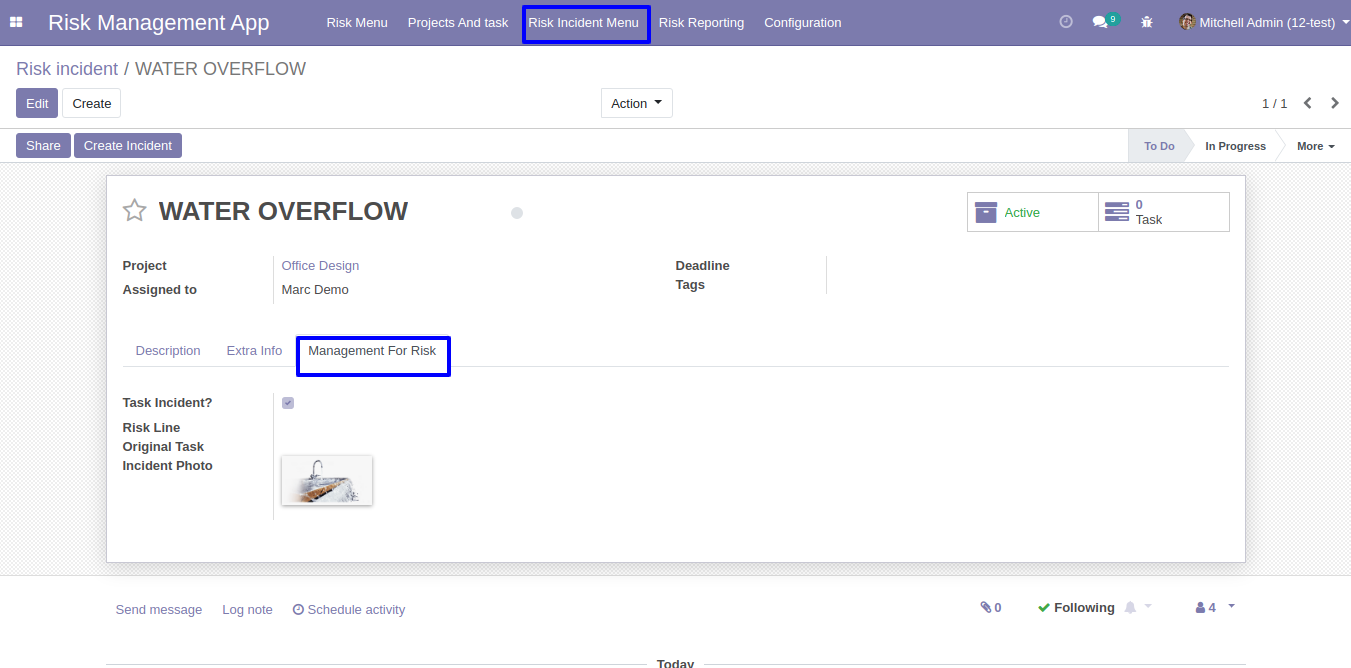 Risk Management App Risk Menu Projects And task Risk Incident Menu Risk Reporting Configuration 9 Mitchell Admin (12-test)
Risk incident / WATER OVERFLOW
Edit Create Action 1 / 1
Share Create Incident To Do In Progress More
WATER OVERFLOW
Active
0
Task
Project Office Design Deadline
Assigned to Marc Demo Tags
Description Extra Info Management For Risk
Task Incident?
Risk Line
Original Task
Incident Photo
Send message Log note Schedule activity 0 Following 4
Today